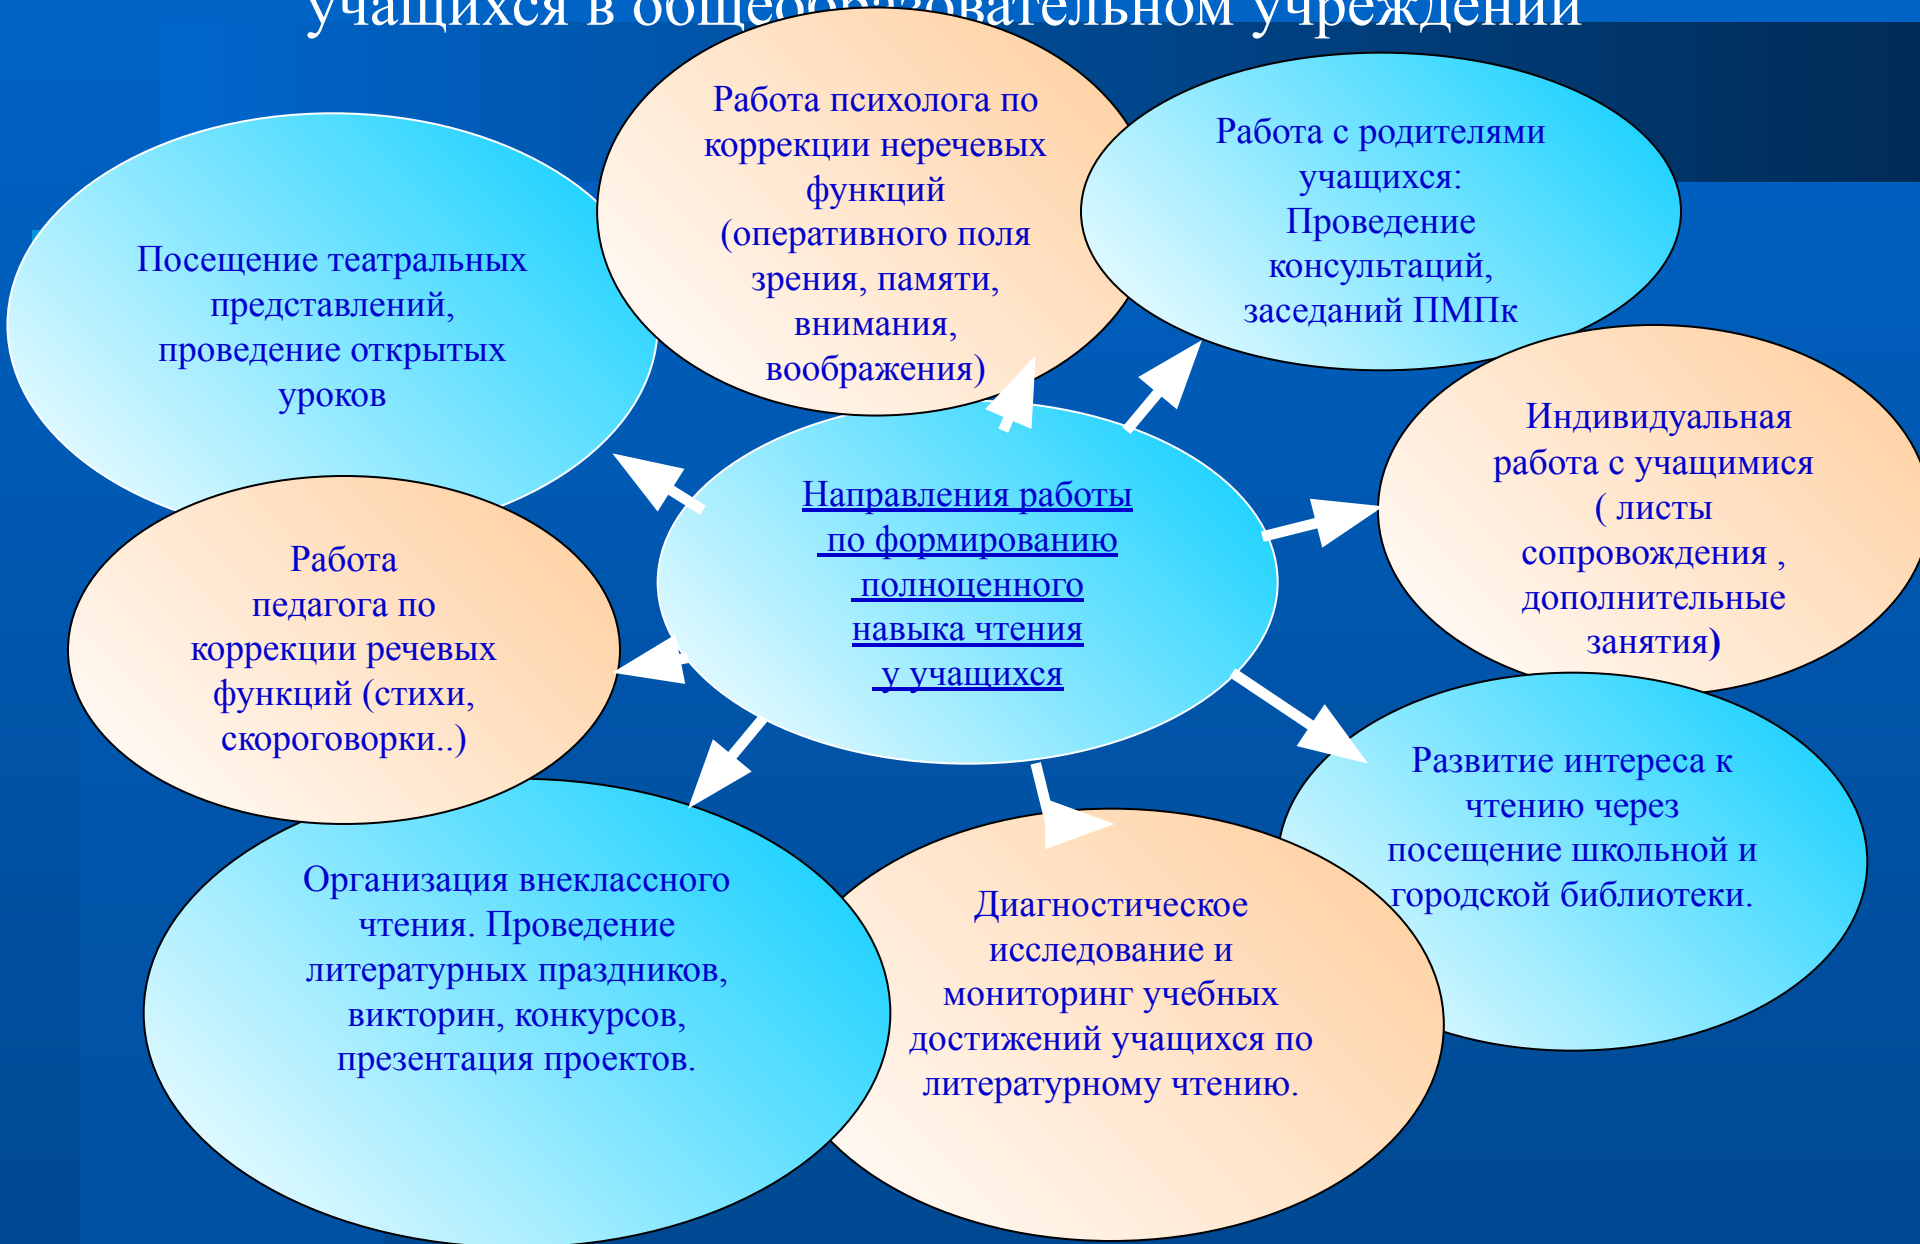 учащихся в общеобразовательном учреждении
Работа психолога по
коррекции неречевых
функций
(оперативного поля
зрения, памяти,
внимания,
воображения)
Работа с родителями
учащихся:
Проведение
консультаций,
заседаний ПМПк
Посещение театральных
представлений,
проведение открытых
уроков
Индивидуальная
работа с учащимися
( листы
сопровождения ,
дополнительные
занятия)
Направления работы
по формированию
полноценного
навыка чтения
у учащихся
Работа
педагога по
коррекции речевых
функций (стихи,
скороговорки..)
Развитие интереса к
чтению через
посещение школьной и
городской библиотеки.
Организация внеклассного
чтения. Проведение
литературных праздников,
викторин, конкурсов,
презентация проектов.
Диагностическое
исследование и
мониторинг учебных
достижений учащихся по
литературному чтению.